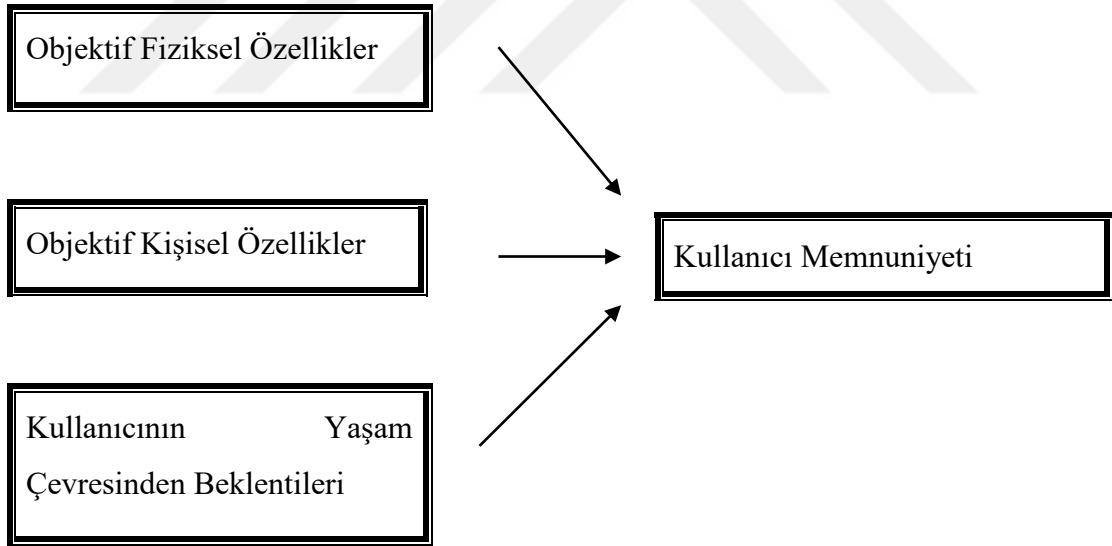 Objektif Fiziksel Özellikler
Objektif Kişisel Özellikler
Kullanıcı Memnuniyeti
Kullanıcının Yaşam
Çevresinden Beklentileri